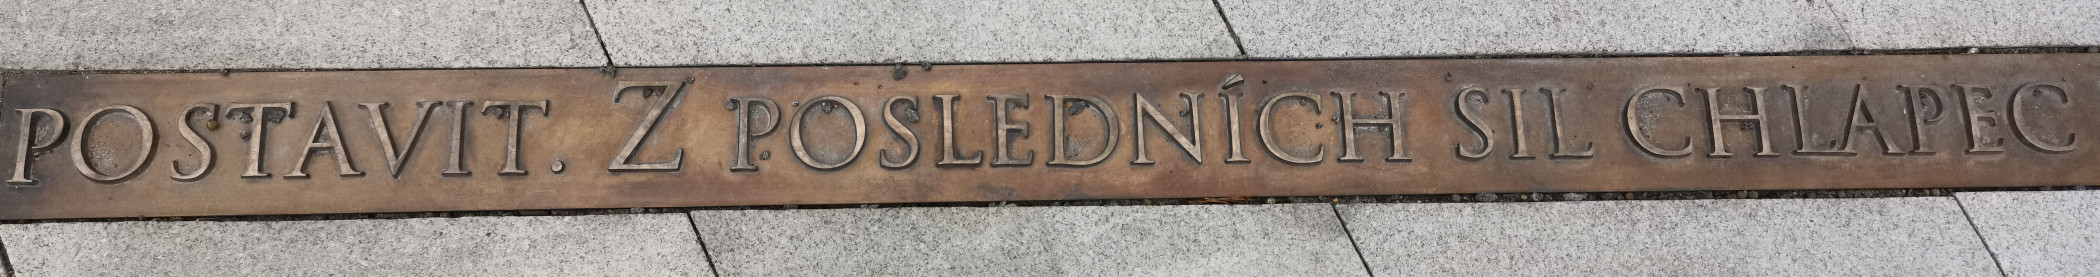 POSTAVIT. Z POSLEDNÍCH SIL CHLAPEC